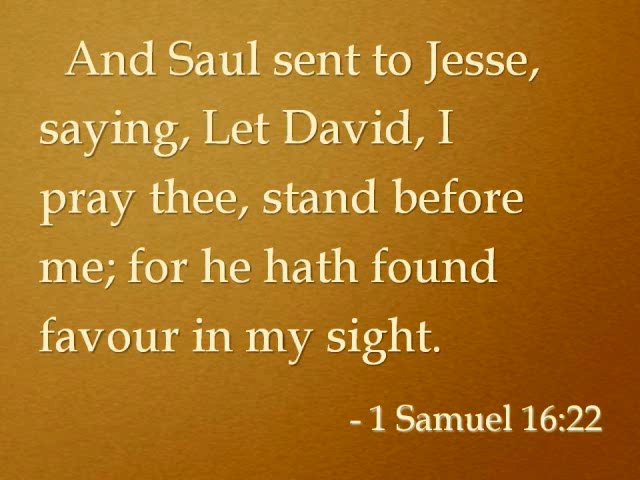 And Saul sent to Jesse,
saying, Let David, I
pray thee, stand before
me; for he hath found
favour in my sight.
- 1 Samuel 16:22